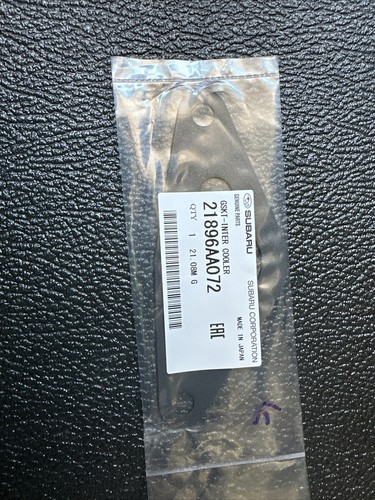 SUBARU
GENUINE PARTS
SUBARU CORPORATION
MADE IN JAPAN
GSKT-INTER COOLER
21896AA072
EAC
QTY 1 21.08M.G